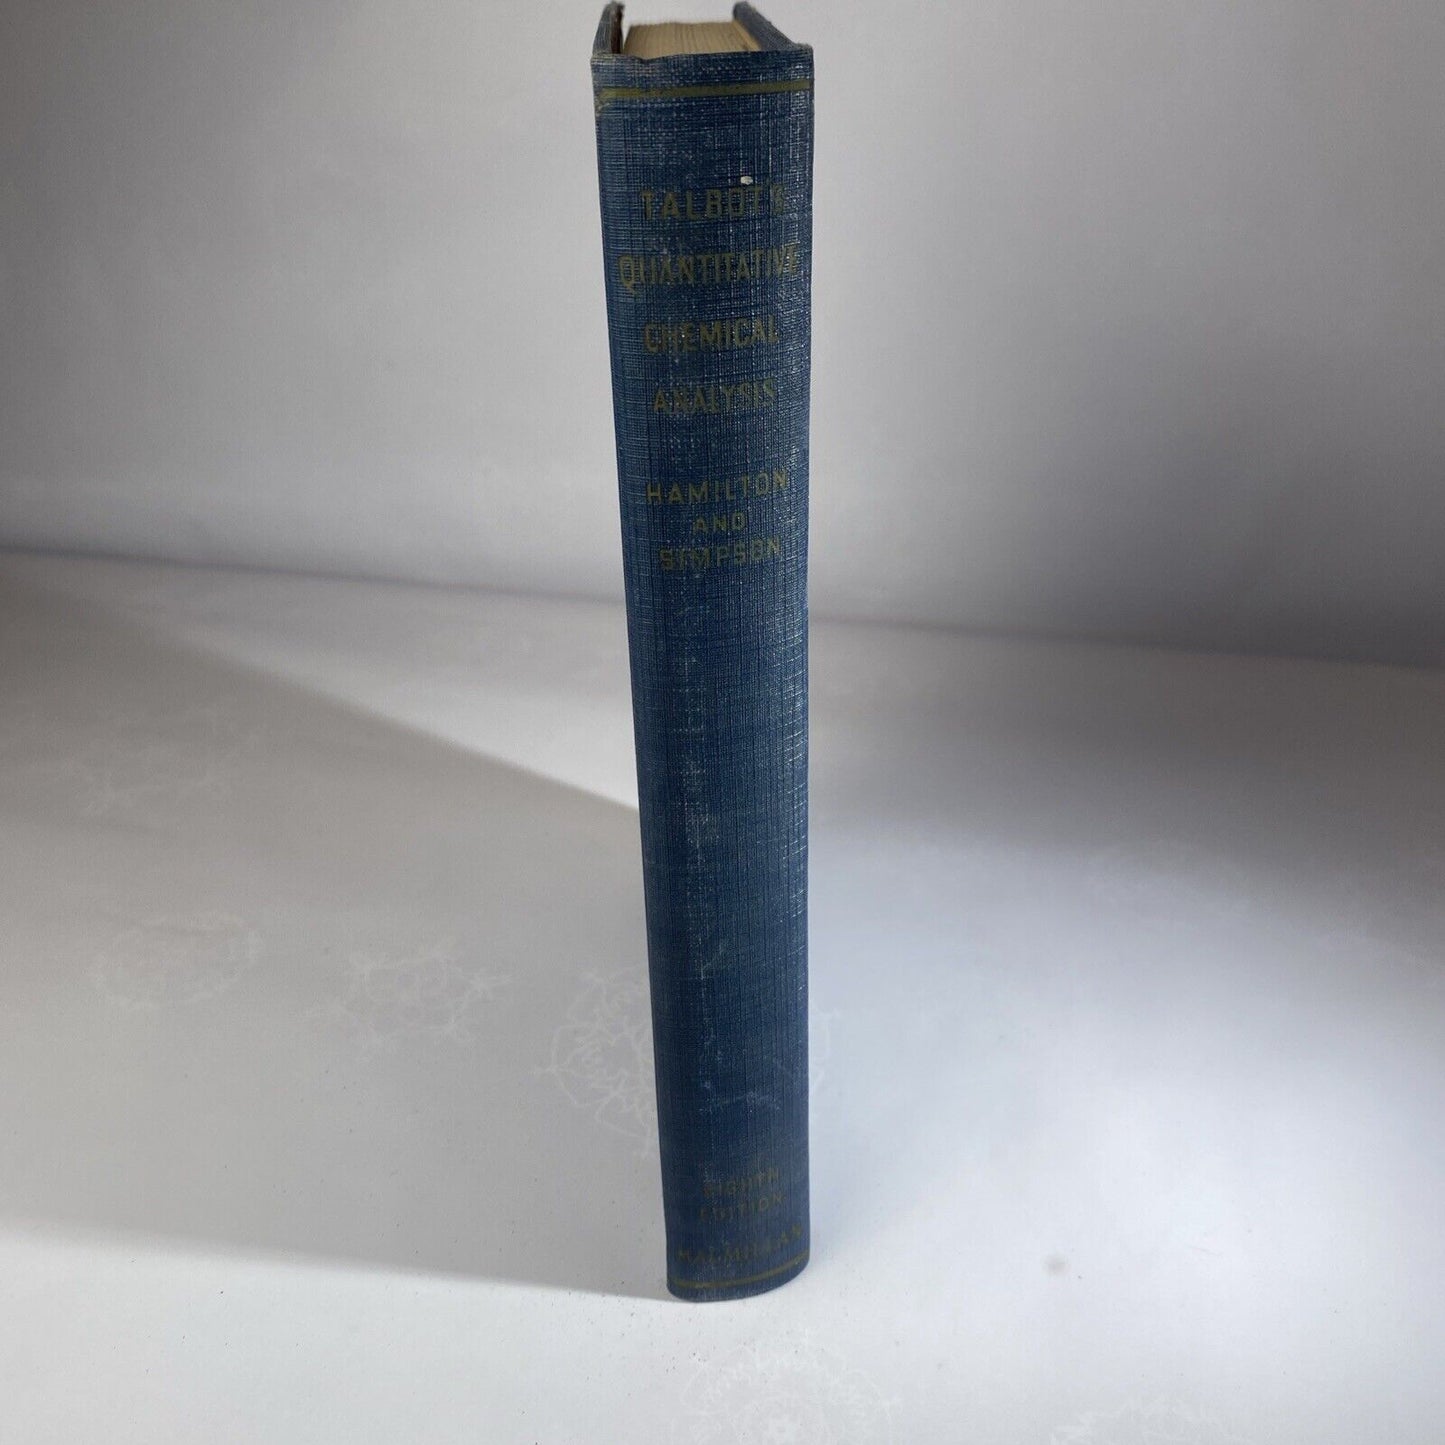 TALBOT'S
QUANTITATIVE
CHEMICAL
ANALYSIS
HAMILTON
AND
SIMPSON
EIGHTH
EDITION
MACMILLAN